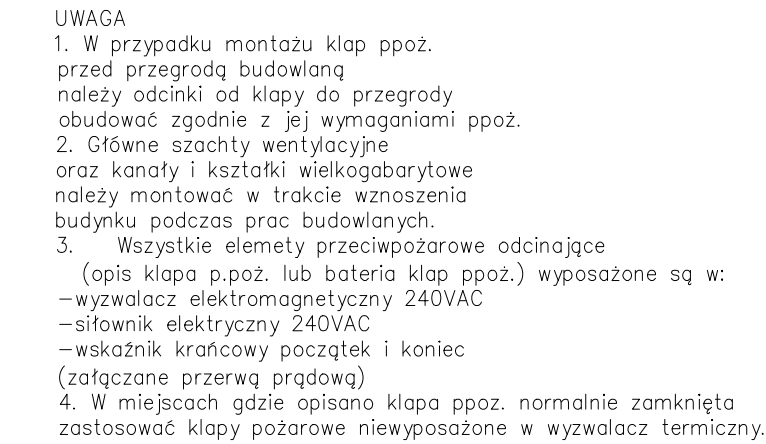 UWAGA
1. W przypadku montażu klap ppoż.
przed przegrodą budowlaną
należy odcinki od klapy do przegrody
obudować zgodnie z jej wymaganiami ppoż.
2. Główne szachty wentylacyjne
oraz kanały i kształki wielkogabarytowe
należy montować w trakcie wznoszenia
budynku podczas prac budowlanych.
3. Wszystkie elemety przeciwpożarowe odcinające
(opis klapa p.poż. lub bateria klap ppoż.) wyposażone są w:
–wyzwalacz elektromagnetyczny 240VAC
–siłownik elektryczny 240VAC
–wskaźnik krańcowy początek i koniec
(załączane przerwą prądową)
4. W miejscach gdzie opisano klapa ppoz. normalnie zamknięta
zastosować klapy pożarowe niewyposażone w wyzwalacz termiczny.